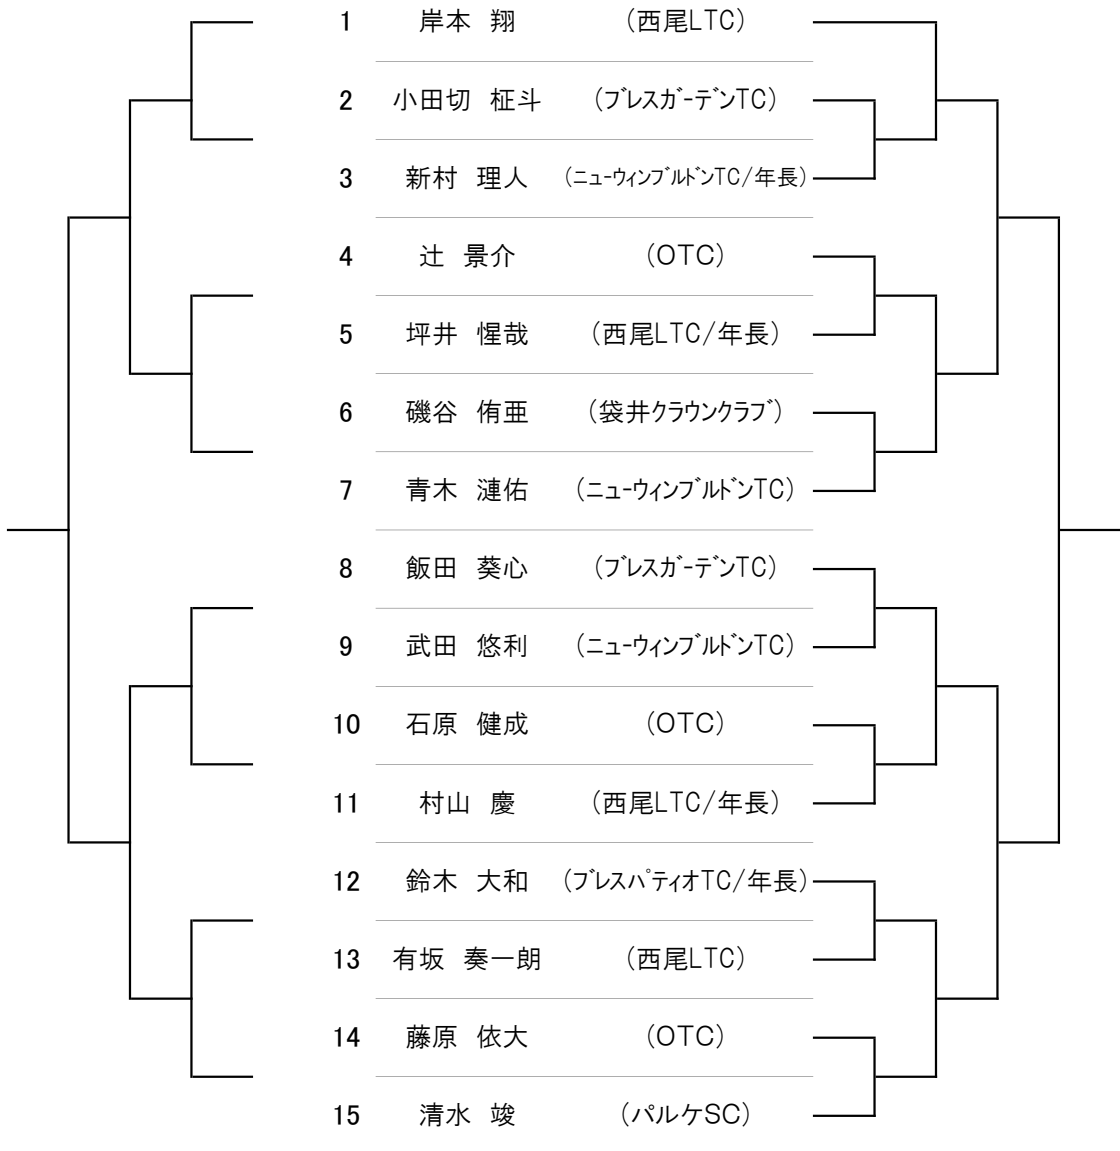 1 岸本 翔 (西尾LTC)
2 小田切 柾斗 (ﾌﾞﾚｽｶﾞｰﾃﾞﾝTC)
3 新村 理人 (ﾆｭｰｳｨﾝﾌﾞﾙﾄﾞﾝTC/年長)
4 辻 景介 (OTC)
5 坪井 惺哉 (西尾LTC/年長)
6 磯谷 侑亜 (袋井ｸﾗｳﾝｸﾗﾌﾞ)
7 青木 漣佑 (ﾆｭｰｳｨﾝﾌﾞﾙﾄﾞﾝTC)
8 飯田 葵心 (ﾌﾞﾚｽｶﾞｰﾃﾞﾝTC)
9 武田 悠利 (ﾆｭｰｳｨﾝﾌﾞﾙﾄﾞﾝTC)
10 石原 健成 (OTC)
11 村山 慶 (西尾LTC/年長)
12 鈴木 大和 (ﾌﾞﾚｽﾊﾟﾃｨｵTC/年長)
13 有坂 奏一朗 (西尾LTC)
14 藤原 依大 (OTC)
15 清水 竣 (パルケSC)